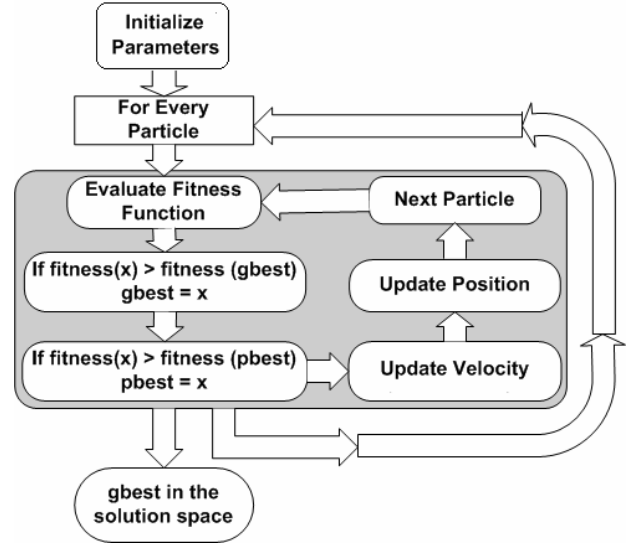 Initialize
Parameters
For Every
Particle
Evaluate Fitness
Function
Next Particle
If fitness(x) > fitness (gbest)
gbest = x
Update Position
If fitness(x) > fitness (pbest)
pbest = x
Update Velocity
gbest in the
solution space